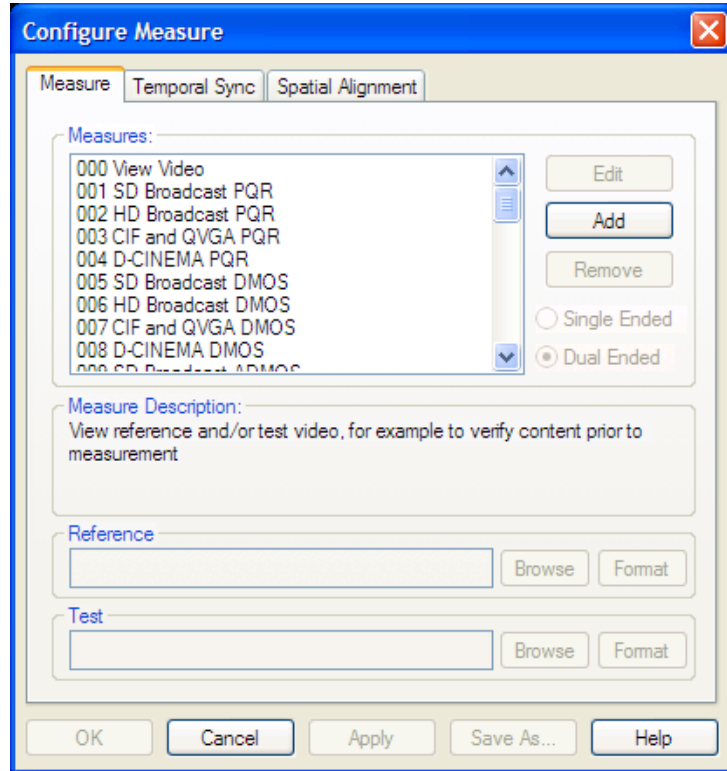 Configure Measure
Measure
Temporal Sync
Spatial Alignment
Measures:
000 View Video
001 SD Broadcast PQR
002 HD Broadcast PQR
003 CIF and QVGA PQR
004 D-CINEMA PQR
005 SD Broadcast DMOS
006 HD Broadcast DMOS
007 CIF and QVGA DMOS
008 D-CINEMA DMOS
009 SD Broadcast ADMOS
Edit
Add
Remove
Single Ended
Dual Ended
Measure Description:
View reference and/or test video, for example to verify content prior to
measurement
Reference
Browse
Format
Test
Browse
Format
OK
Cancel
Apply
Save As...
Help